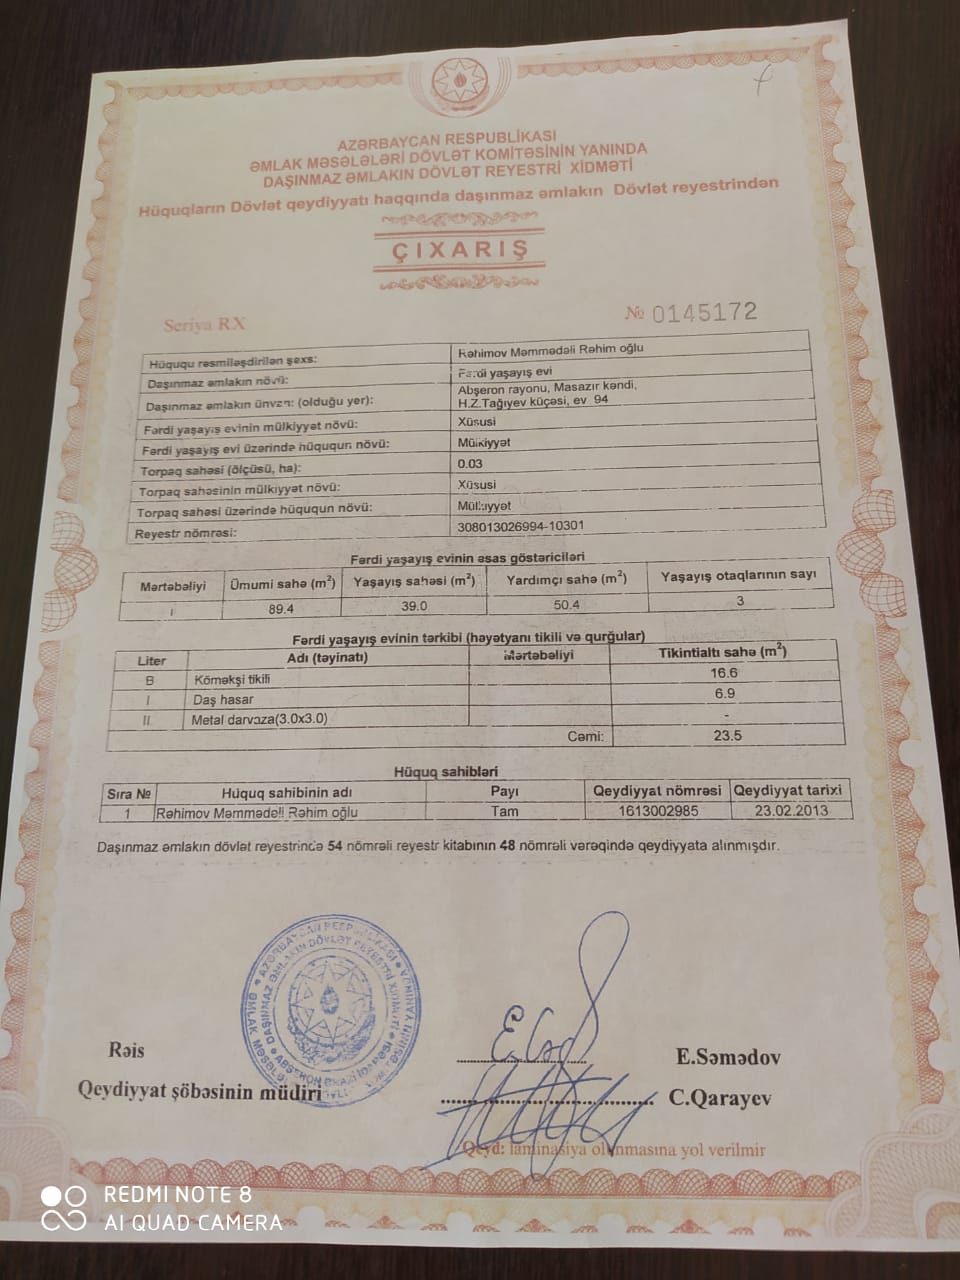 AZƏRBAYCAN RESPUBLİKASI
ƏMLAK MƏSƏLƏLƏRİ DÖVLƏT KOMİTƏSİNİN YANINDA
DAŞINMAZ ƏMLAKIN DÖVLƏT REYESTRİ XİDMƏTİ
Hüquqların Dövlət qeydiyyatı haqqında daşınmaz əmlakın Dövlət reyestrindən
ÇIXARIŞ
Seriya RX
№ 0145172
Hüququ rəsmiləşdirilən şəxs: Rəhimov Məmmədəli Rəhim oğlu
Daşınmaz əmlakın növü: Fərdi yaşayış evi
Daşınmaz əmlakın ünvanı (olduğu yer): Abşeron rayonu, Masazır kəndi,
H.Z.Tağıyev küçəsi, ev 94
Fərdi yaşayış evinin mülkiyyət növü: Xüsusi
Fərdi yaşayış evi üzərində hüququn növü: Mülkiyyət
Torpaq sahəsi (ölçüsü, ha): 0.03
Torpaq sahəsinin mülkiyyət növü: Xüsusi
Torpaq sahəsi üzərində hüququn növü: Mülkiyyət
Reyestr nömrəsi: 308013026994-10301
Fərdi yaşayış evinin əsas göstəriciləri
Mərtəbəliyi Ümumi sahə (m²) Yaşayış sahəsi (m²) Yardımçı sahə (m²) Yaşayış otaqlarının sayı
I 89.4 39.0 50.4 3
Fərdi yaşayış evinin tərkibi (həyətyanı tikili və qurğular)
Liter Adı (təyinatı) Mərtəbəliyi Tikintialtı sahə (m²)
B Köməkşi tikili 16.6
I Daş hasar 6.9
II Metal darvaza(3.0x3.0) -
Cəmi: 23.5
Hüquq sahibləri
Sıra № Hüquq sahibinin adı Payı Qeydiyyat nömrəsi Qeydiyyat tarixi
1 Rəhimov Məmmədəli Rəhim oğlu Tam 1613002985 23.02.2013
Daşınmaz əmlakın dövlət reyestrində 54 nömrəli reyestr kitabının 48 nömrəli vərəqində qeydiyyata alınmışdır.
Rəis E.Səmədov
Qeydiyyat şöbəsinin müdiri C.Qarayev
Qeyd: laminasiya olunmasına yol verilmir
REDMI NOTE 8
AI QUAD CAMERA